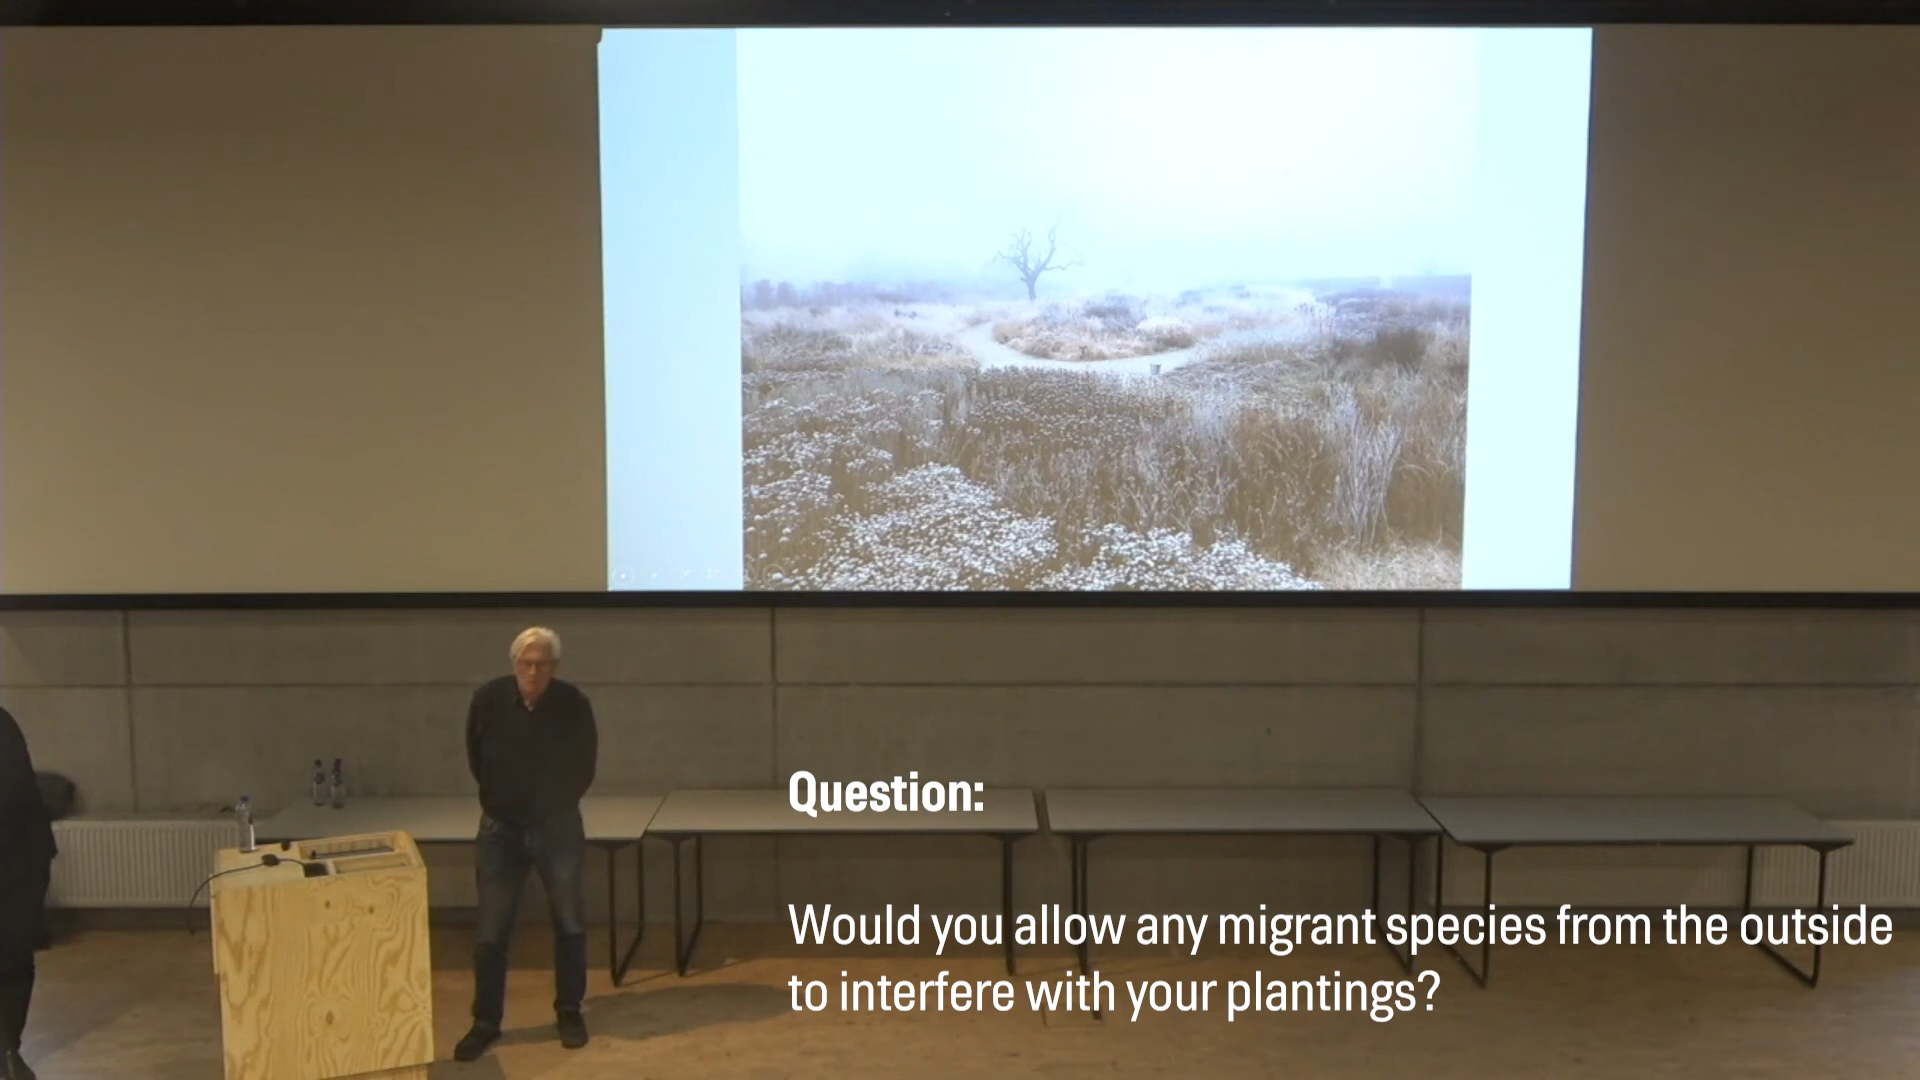 Question:
Would you allow any migrant species from the outside
to interfere with your plantings?